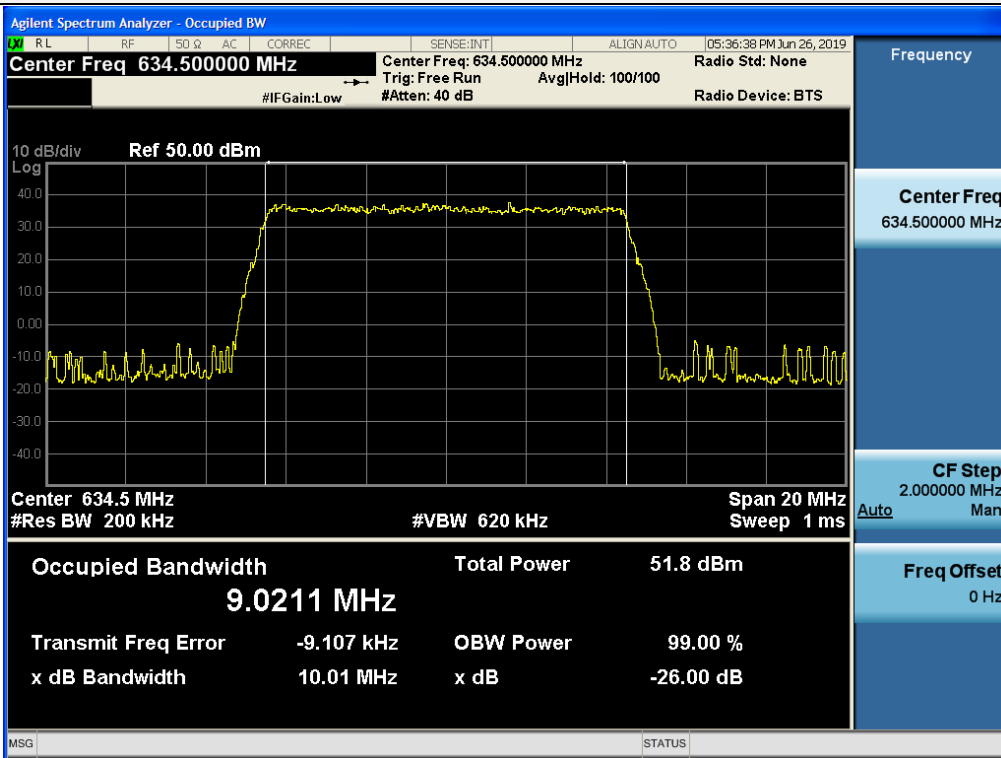 Agilent Spectrum Analyzer - Occupied BW
LXI RL RF 50 Ω AC CORREC SENSE:INT ALIGN AUTO 05:36:38 PM Jun 26, 2019
Center Freq 634.500000 MHz
Center Freq: 634.500000 MHz
Radio Std: None
Trig: Free Run Avg|Hold: 100/100
#IFGain:Low
#Atten: 40 dB
Radio Device: BTS
10 dB/div Ref 50.00 dBm
Log
40.0
30.0
20.0
10.0
0.00
-10.0
-20.0
-30.0
-40.0
Center 634.5 MHz Span 20 MHz
#Res BW 200 kHz #VBW 620 kHz Sweep 1 ms
Occupied Bandwidth Total Power 51.8 dBm
9.0211 MHz
Transmit Freq Error -9.107 kHz OBW Power 99.00 %
x dB Bandwidth 10.01 MHz x dB -26.00 dB
MSG STATUS
Frequency
Center Freq
634.500000 MHz
CF Step
2.000000 MHz
Auto Man
Freq Offset
0 Hz